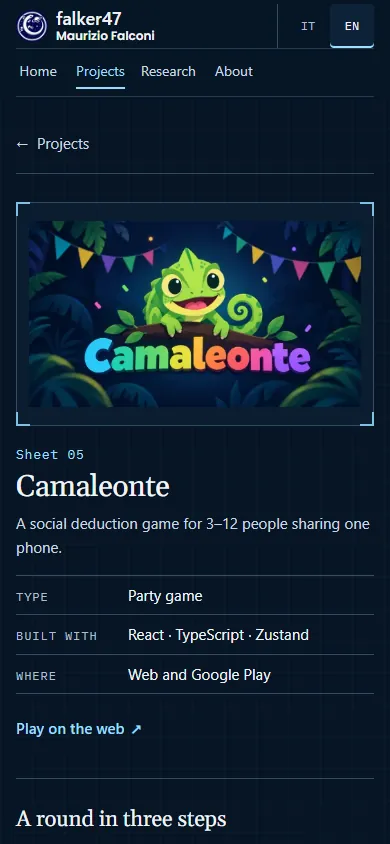 falker47
Maurizio Falconi
IT
EN
Home
Projects
Research
About
← Projects
Camaleonte
Sheet 05
Camaleonte
A social deduction game for 3–12 people sharing one
phone.
TYPE
Party game
BUILT WITH
React · TypeScript · Zustand
WHERE
Web and Google Play
Play on the web ↗
A round in three steps